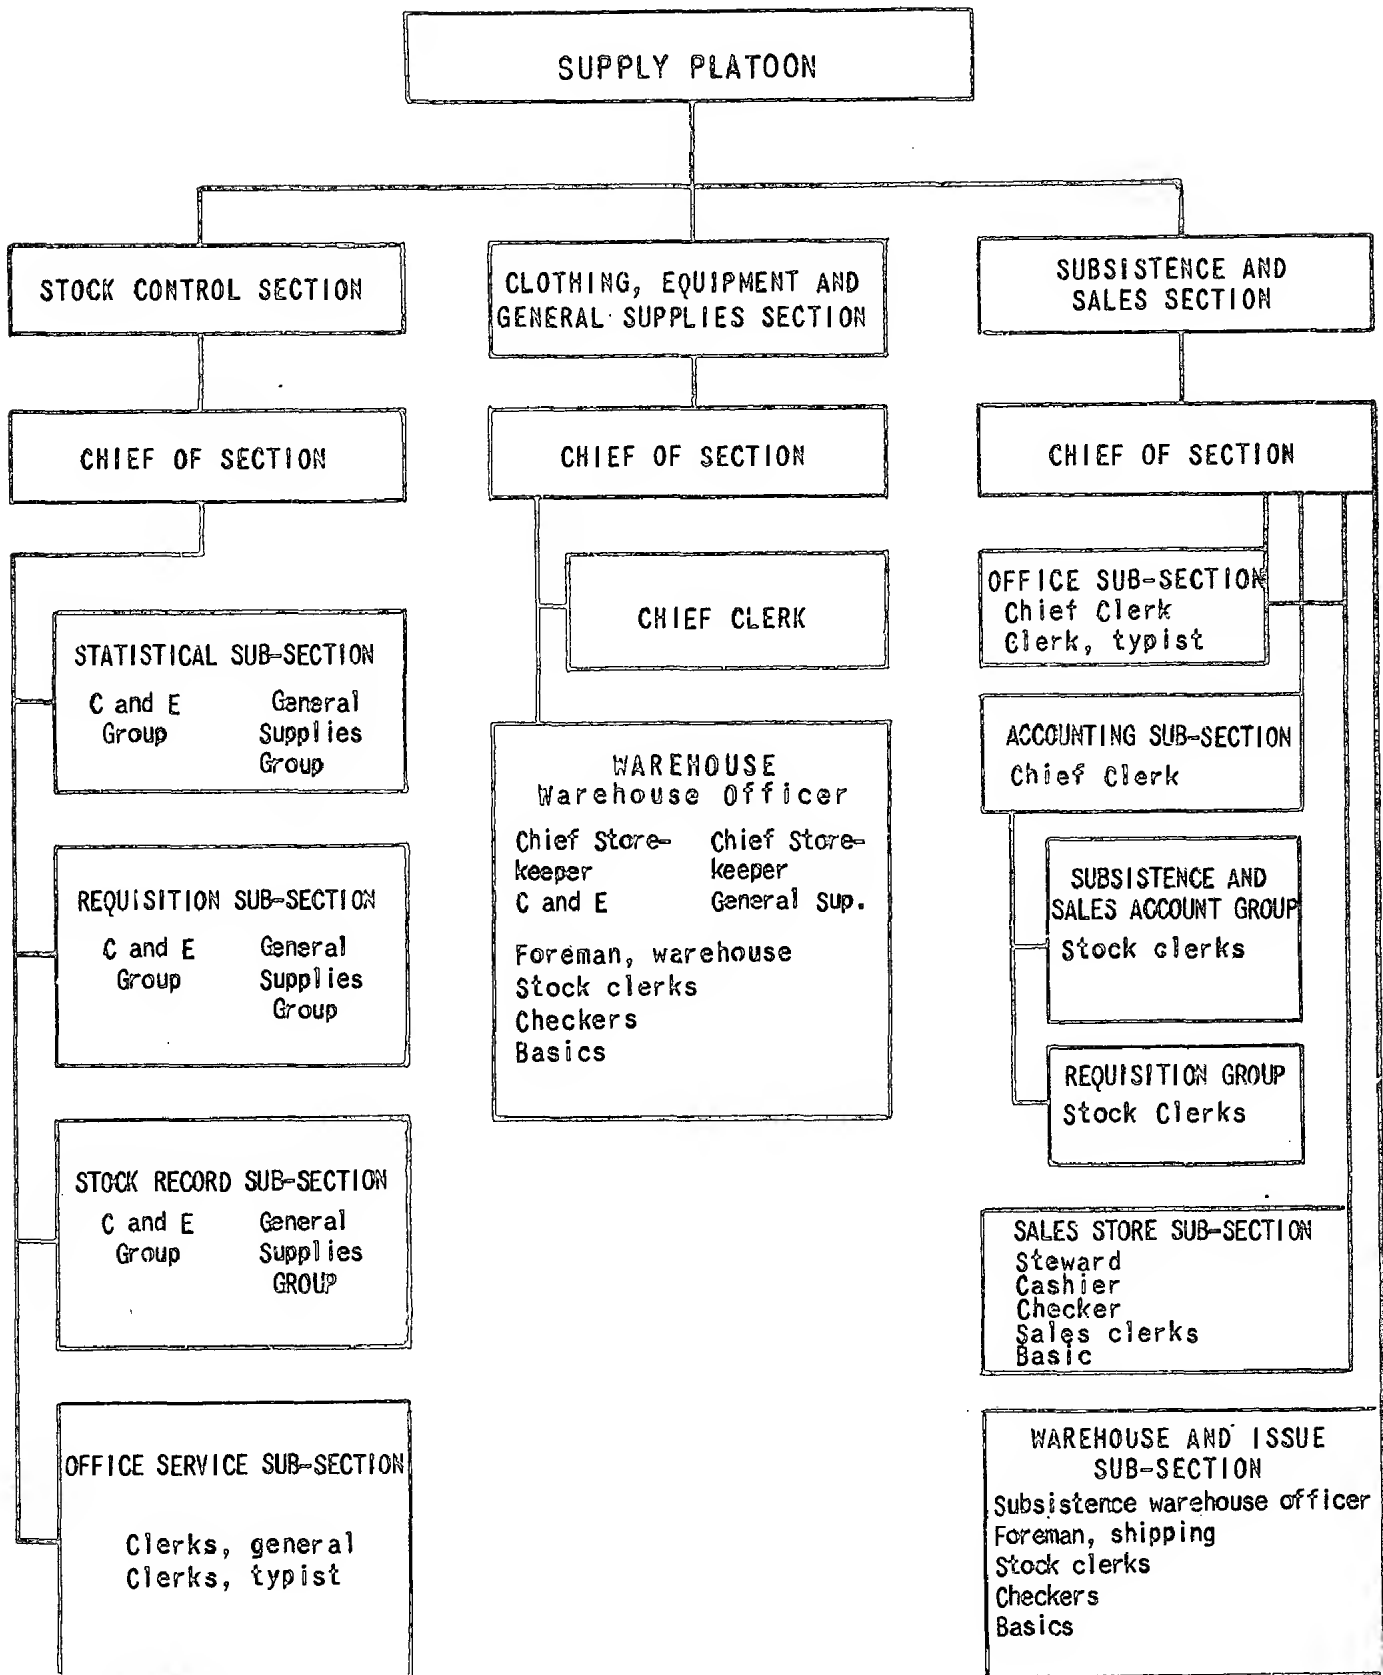 SUPPLY PLATOON
STOCK CONTROL SECTION
CHIEF OF SECTION
STATISTICAL SUB-SECTION
C and E General
Group Supplies
Group
REQUISITION SUB-SECTION
C and E General
Group Supplies
Group
STOCK RECORD SUB-SECTION
C and E General
Group Supplies
GROUP
OFFICE SERVICE SUB-SECTION
Clerks, general
Clerks, typist
CLOTHING, EQUIPMENT AND
GENERAL SUPPLIES SECTION
CHIEF OF SECTION
CHIEF CLERK
WAREHOUSE
Warehouse Officer
Chief Store- Chief Store-
keeper keeper
C and E General Sup.
Foreman, warehouse
Stock clerks
Checkers
Basics
SUBSISTENCE AND
SALES SECTION
CHIEF OF SECTION
OFFICE SUB-SECTION
Chief Clerk
Clerk, typist
ACCOUNTING SUB-SECTION
Chief Clerk
SUBSISTENCE AND
SALES ACCOUNT GROUP
Stock clerks
REQUISITION GROUP
Stock Clerks
SALES STORE SUB-SECTION
Steward
Cashier
Checker
Sales clerks
Basic
WAREHOUSE AND ISSUE
SUB-SECTION
Subsistence warehouse officer
Foreman, shipping
Stock clerks
Checkers
Basics